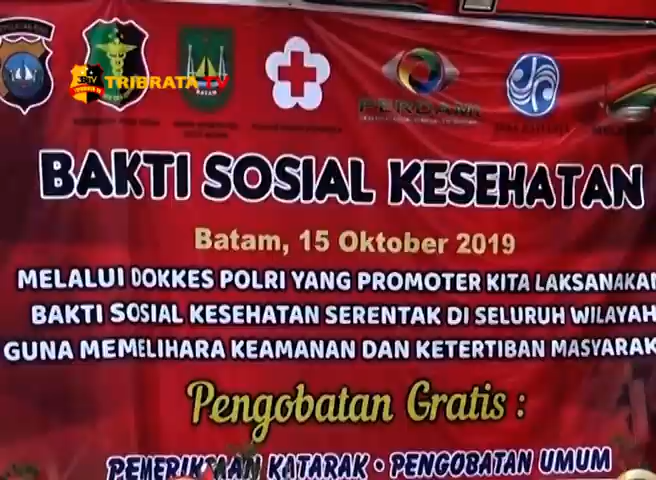 TRIBRATA TV
BATAM
PERDAMI
BAKTI SOSIAL KESEHATAN
Batam, 15 Oktober 2019
MELALUI DOKKES POLRI YANG PROMOTER KITA LAKSANAKAN
BAKTI SOSIAL KESEHATAN SERENTAK DI SELURUH WILAYAH
GUNA MEMELIHARA KEAMANAN DAN KETERTIBAN MASYARAK
Pengobatan Gratis :
PEMERIKSAAN KATARAK • PENGOBATAN UMUM